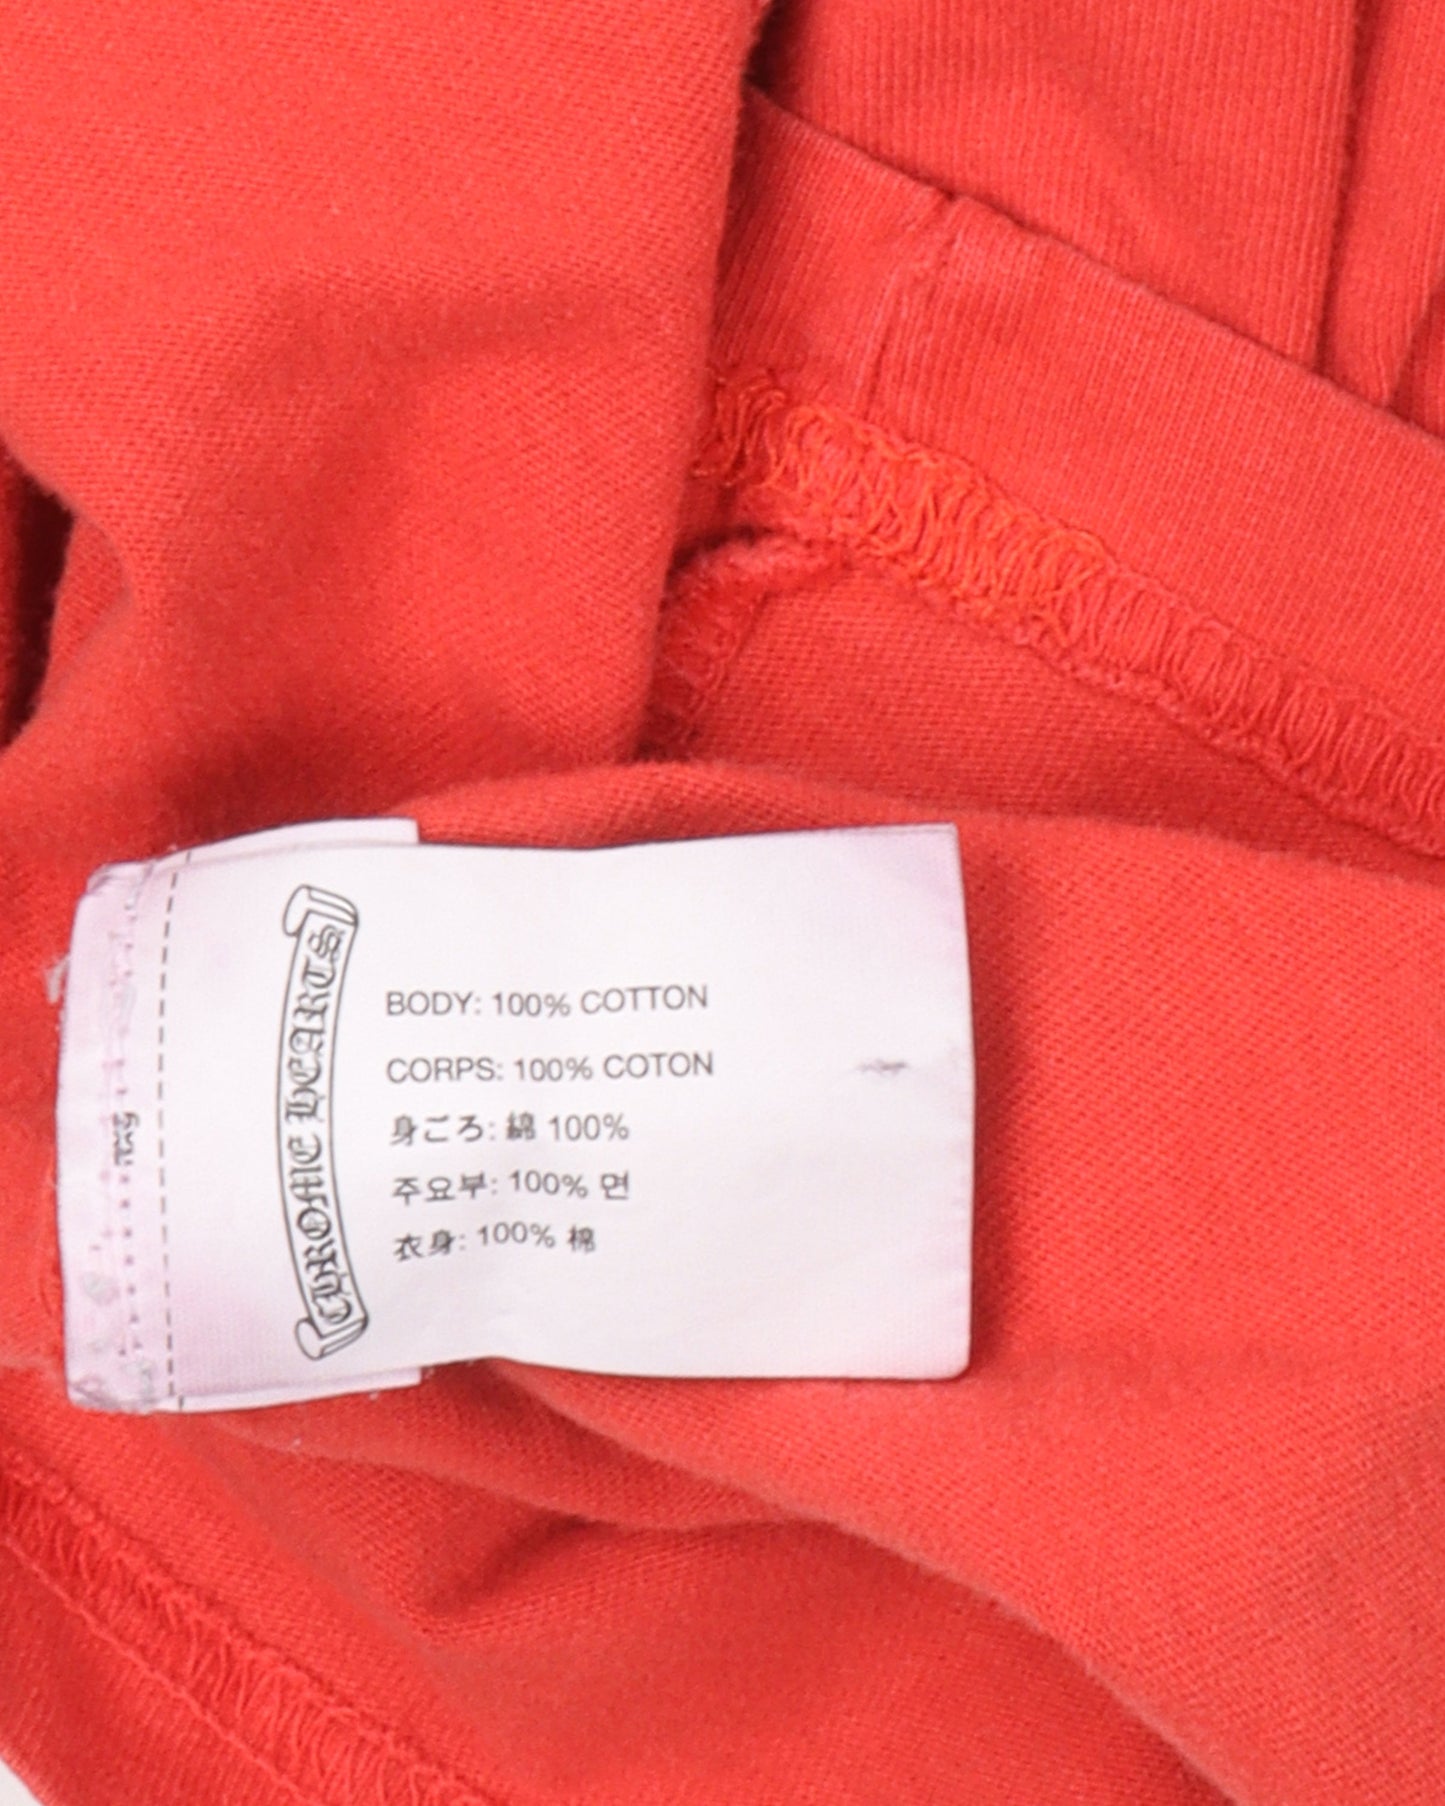 CHROME HEARTS
BODY: 100% COTTON
CORPS: 100% COTON
身ごろ: 綿 100%
주요부: 100% 면
衣身: 100% 棉